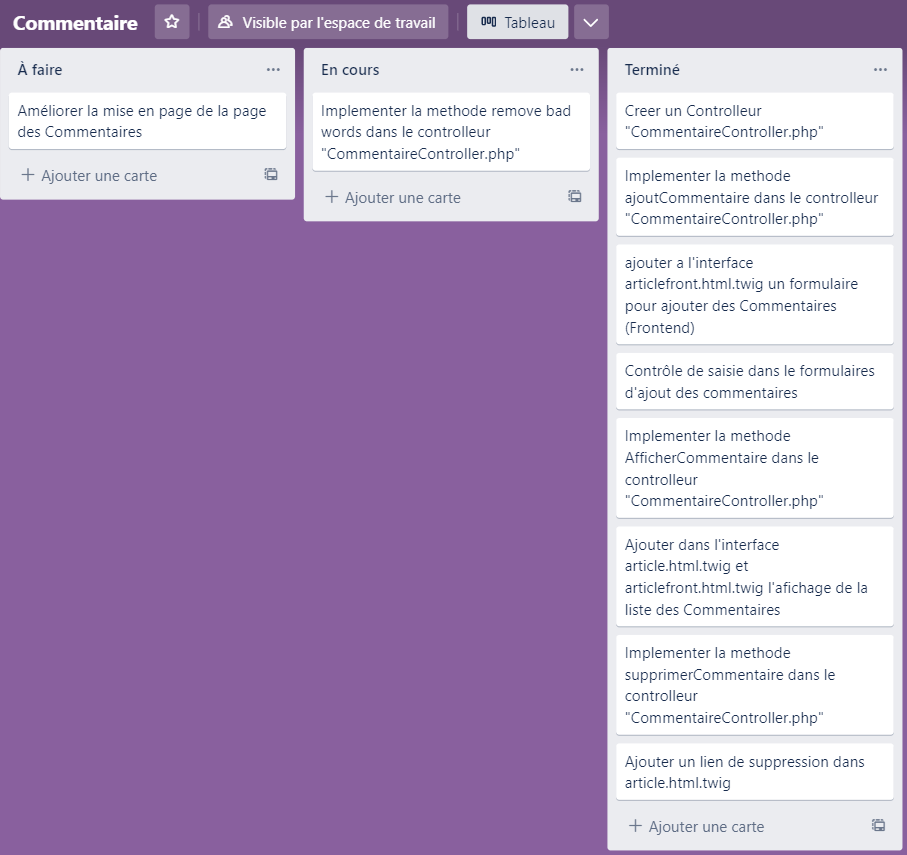 Commentaire
Visible par l'espace de travail
Tableau
À faire
Améliorer la mise en page de la page
des Commentaires
Ajouter une carte
En cours
Implementer la methode remove bad
words dans le controlleur
"CommentaireController.php"
Ajouter une carte
Terminé
Creer un Controlleur
"CommentaireController.php"
Implementer la methode
ajoutCommentaire dans le controlleur
"CommentaireController.php"
ajouter a l'interface
articlefront.html.twig un formulaire
pour ajouter des Commentaires
(Frontend)
Contrôle de saisie dans le formulaires
d'ajout des commentaires
Implementer la methode
AfficherCommentaire dans le
controlleur
"CommentaireController.php"
Ajouter dans l'interface
article.html.twig et
articlefront.html.twig l'afichage de la
liste des Commentaires
Implementer la methode
supprimerCommentaire dans le
controlleur
"CommentaireController.php"
Ajouter un lien de suppression dans
article.html.twig
Ajouter une carte